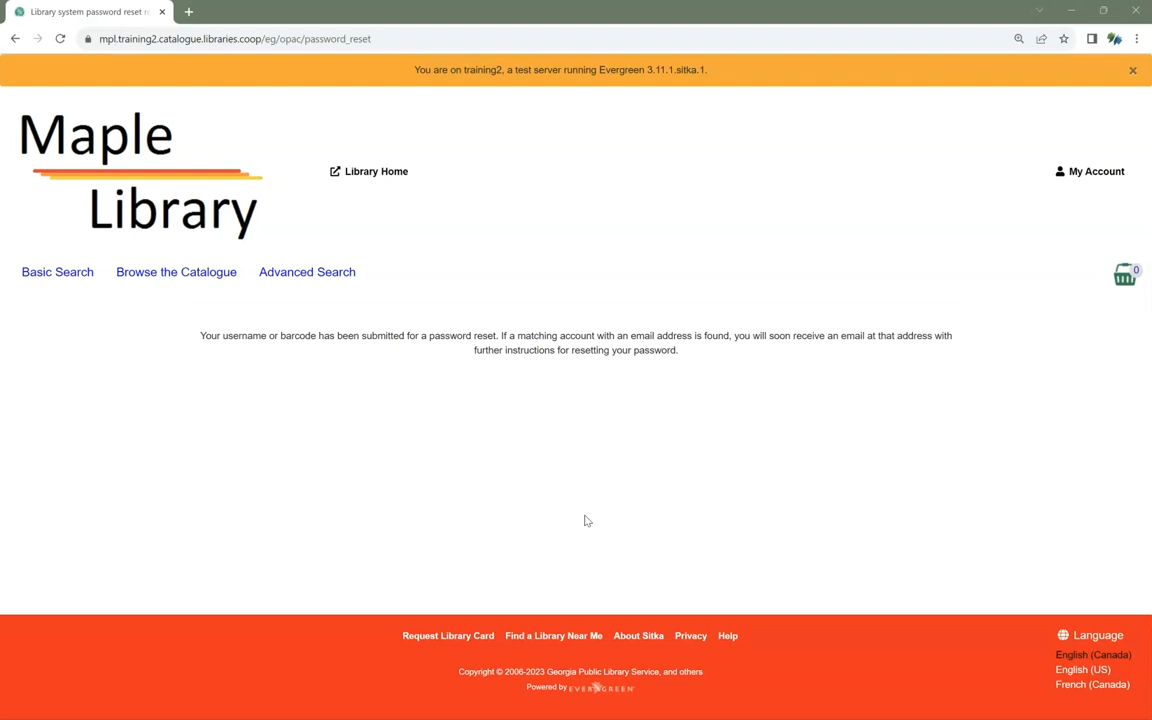 Library system password reset r
mpl.training2.catalogue.libraries.coop/eg/opac/password_reset
You are on training2, a test server running Evergreen 3.11.1.sitka.1.
Maple
Library
Library Home
My Account
Basic Search
Browse the Catalogue
Advanced Search
0
Your username or barcode has been submitted for a password reset. If a matching account with an email address is found, you will soon receive an email at that address with
further instructions for resetting your password.
Request Library Card
Find a Library Near Me
About Sitka
Privacy
Help
Copyright © 2006-2023 Georgia Public Library Service, and others
Powered by EVERGREEN
Language
English (Canada)
English (US)
French (Canada)